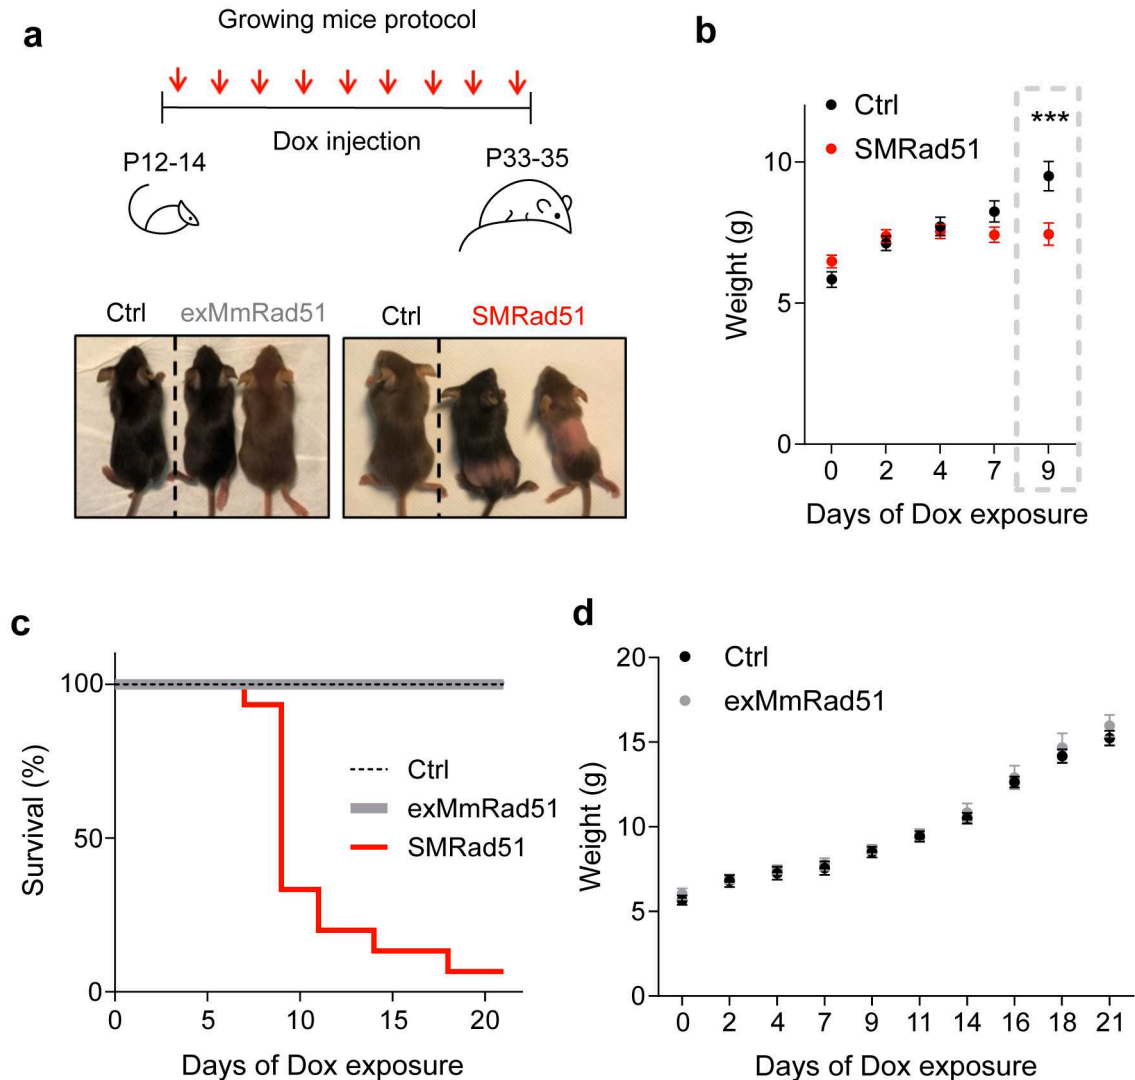 a
Growing mice protocol
Dox injection
P12-14
P33-35
Ctrl
exMmRad51
Ctrl
SMRad51
b
Ctrl
SMRad51
***
Weight (g)
10
5
0
0 2 4 7 9
Days of Dox exposure
c
Survival (%)
100
50
0
Ctrl
exMmRad51
SMRad51
0 5 10 15 20
Days of Dox exposure
d
Ctrl
exMmRad51
Weight (g)
20
15
10
5
0
0 2 4 7 9 11 14 16 18 21
Days of Dox exposure